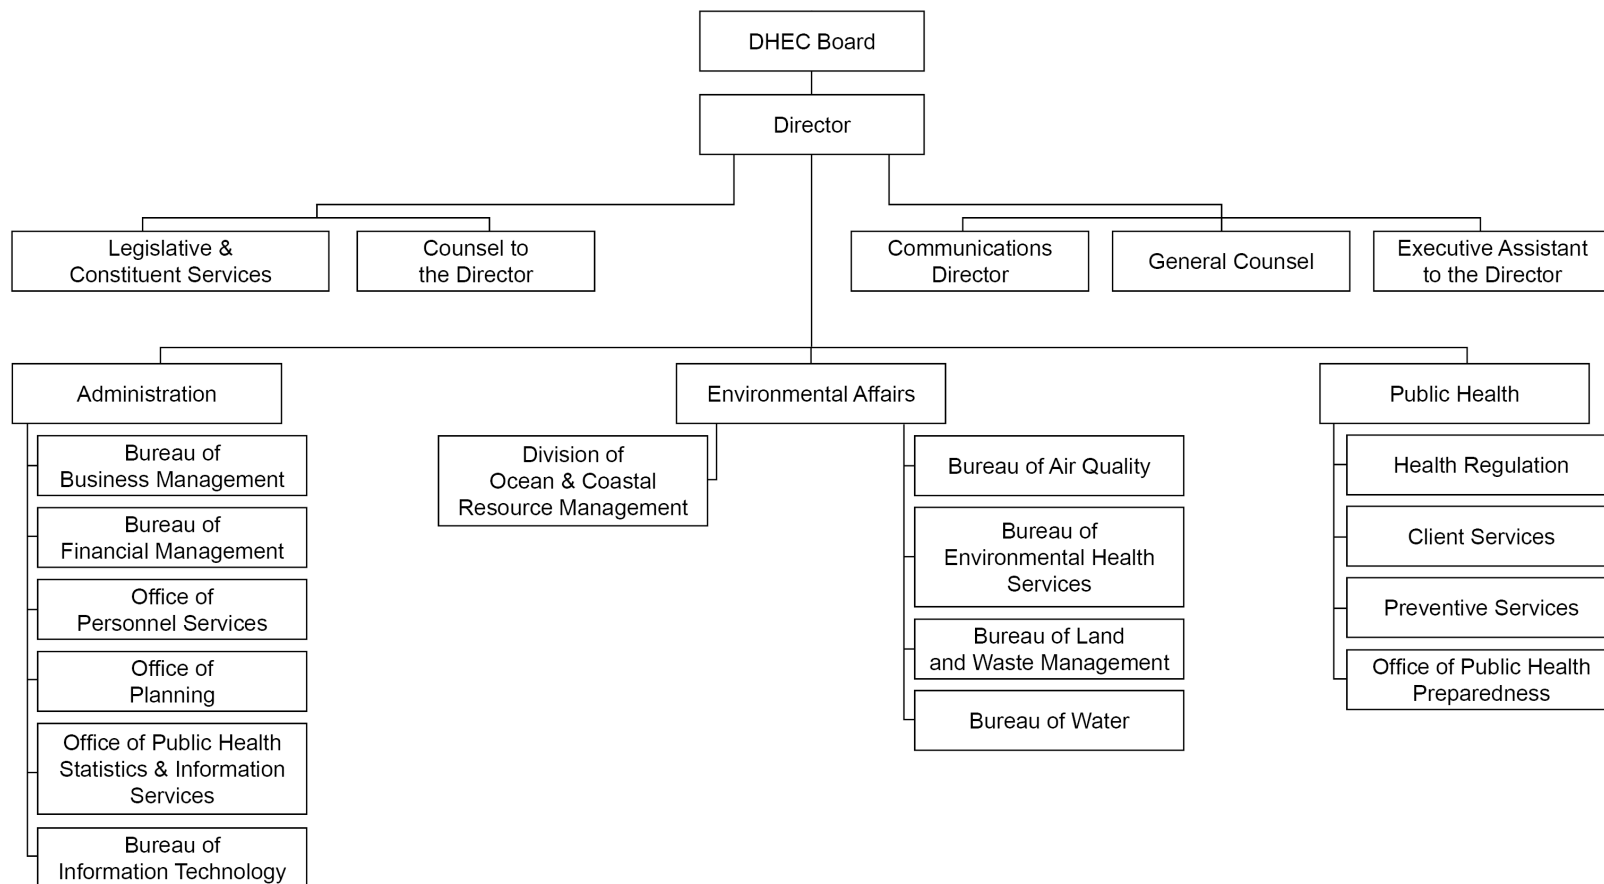 DHEC Board
Director
Legislative &
Constituent Services
Counsel to
the Director
Communications
Director
General Counsel
Executive Assistant
to the Director
Administration
Environmental Affairs
Public Health
Bureau of
Business Management
Bureau of
Financial Management
Office of
Personnel Services
Office of
Planning
Office of Public Health
Statistics & Information
Services
Bureau of
Information Technology
Division of
Ocean & Coastal
Resource Management
Bureau of Air Quality
Bureau of
Environmental Health
Services
Bureau of Land
and Waste Management
Bureau of Water
Health Regulation
Client Services
Preventive Services
Office of Public Health
Preparedness